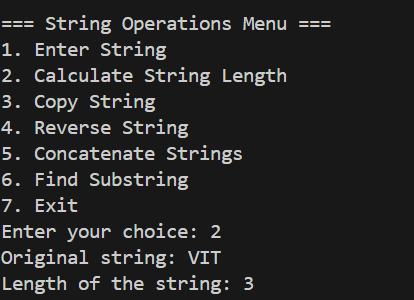 === String Operations Menu ===
1. Enter String
2. Calculate String Length
3. Copy String
4. Reverse String
5. Concatenate Strings
6. Find Substring
7. Exit
Enter your choice: 2
Original string: VIT
Length of the string: 3